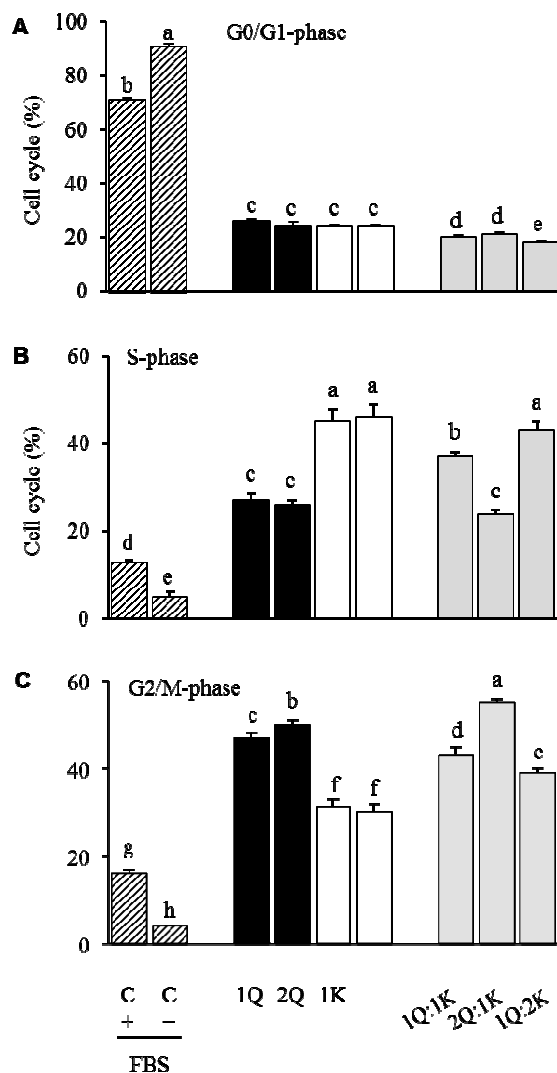 A
G0/G1-phase
Cell cycle (%)
100
80
60
40
20
0
b a c c c c d d e
B
S-phase
Cell cycle (%)
60
40
20
0
d e c c a a b c a
C
G2/M-phase
60
40
20
0
g h c b f f d a e
C C 1Q 2Q 1K 1Q:1K 2Q:1K 1Q:2K
+ −
FBS